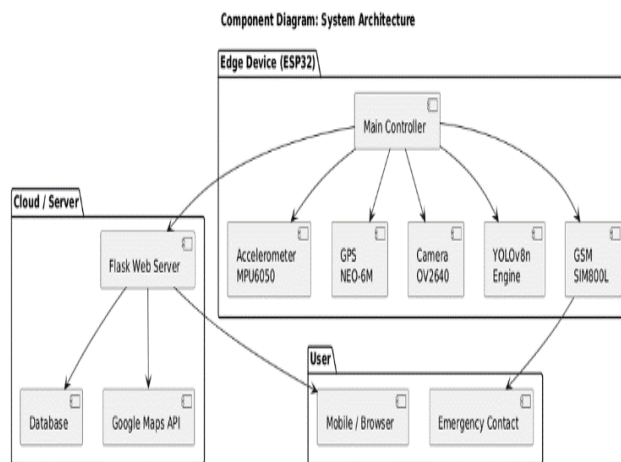 Component Diagram: System Architecture
Edge Device (ESP32)
Main Controller
Cloud / Server
Flask Web Server
Accelerometer
MPU6050
GPS
NEO-6M
Camera
OV2640
YOLOv8n
Engine
GSM
SIM800L
User
Database
Google Maps API
Mobile / Browser
Emergency Contact